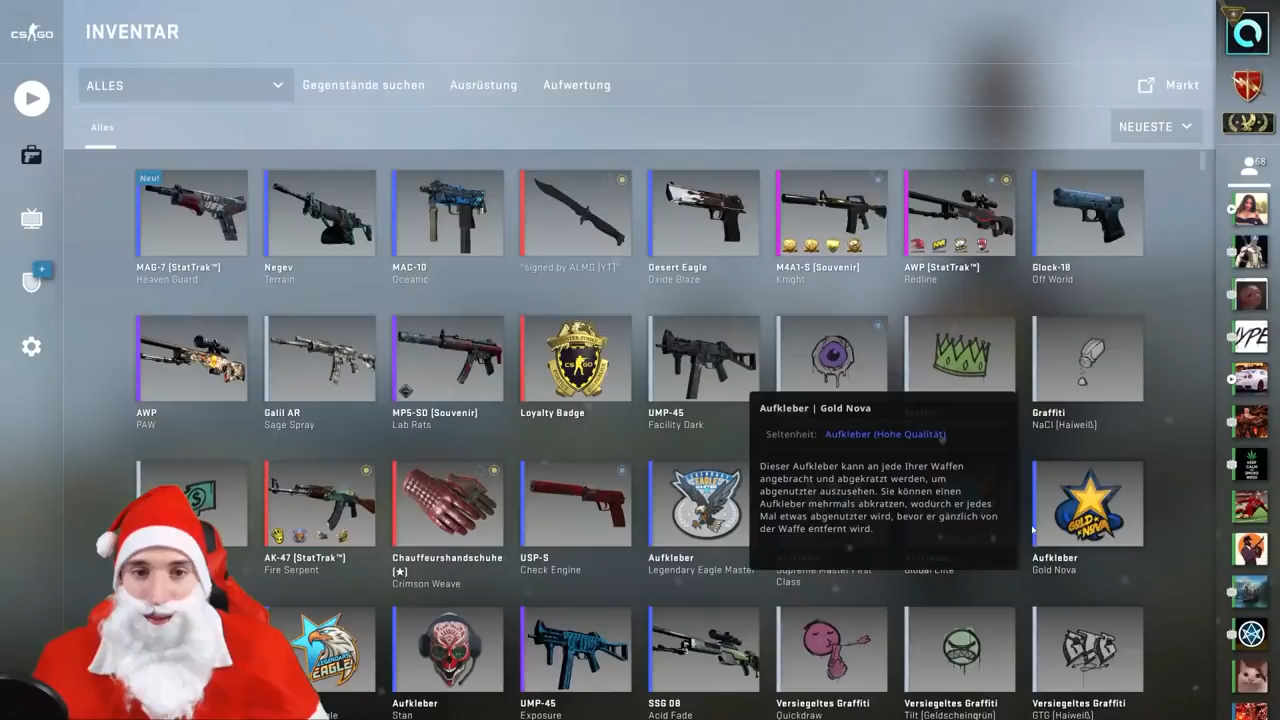 CS:GO
INVENTAR
ALLES
Gegenstände suchen
Ausrüstung
Aufwertung
Markt
Alles
NEUESTE
68
Neu!
MAG-7 (StatTrak™)
Heaven Guard
Negev
Terrain
MAC-10
Oceanic
"signed by ALMO (YT)"
Desert Eagle
Oxide Blaze
M4A1-S (Souvenir)
Knight
AWP (StatTrak™)
Redline
Glock-18
Off World
AWP
PAW
Galil AR
Sage Spray
MP5-SD (Souvenir)
Lab Rats
Loyalty Badge
UMP-45
Facility Dark
Graffiti
NaCl (Haiweiß)
Aufkleber | Gold Nova
Seltenheit: Aufkleber (Hohe Qualität)
Dieser Aufkleber kann an jede Ihrer Waffen
angebracht und abgekratzt werden, um
abgenutzter auszusehen. Sie können einen
Aufkleber mehrmals abkratzen, wodurch er jedes
Mal etwas abgenutzter wird, bevor er gänzlich von
der Waffe entfernt wird.
AK-47 (StatTrak™)
Fire Serpent
Chauffeurshandschuhe
(★)
Crimson Weave
USP-S
Check Engine
Aufkleber
Legendary Eagle Master
Supreme Master First
Class
Global Elite
GOLD NOVA
Aufkleber
Gold Nova
LEGENDARY
EAGLE
Aufkleber
Stan
UMP-45
Exposure
SSG 08
Acid Fade
Versiegeltes Graffiti
Quickdraw
Versiegeltes Graffiti
Tilt (Geldscheingrün)
Versiegeltes Graffiti
GTG (Haiweiß)